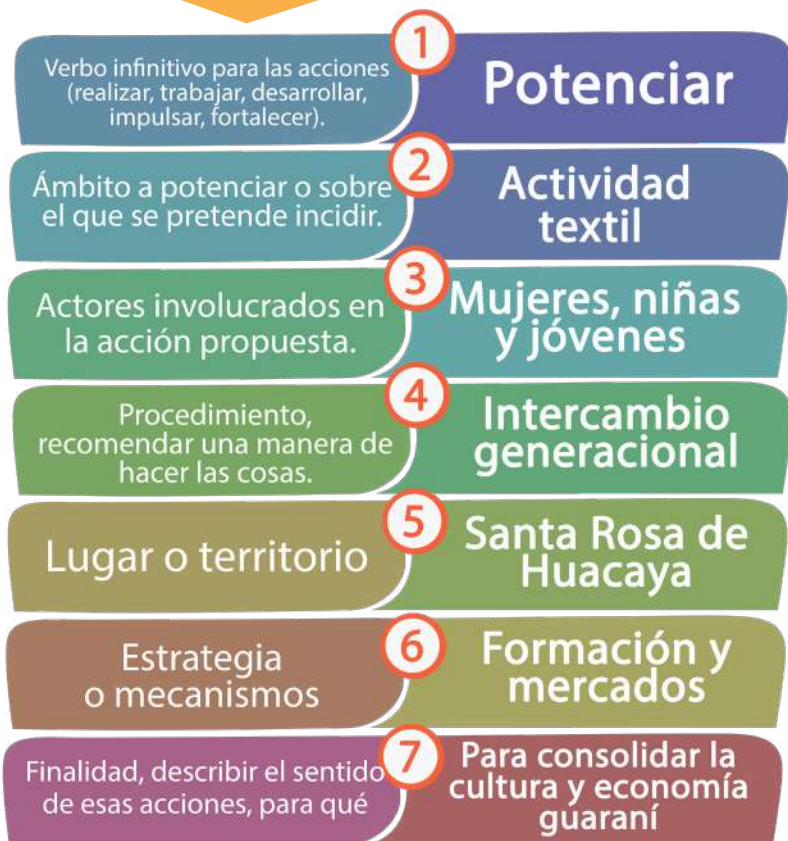 1
Verbo infinitivo para las acciones
(realizar, trabajar, desarrollar,
impulsar, fortalecer).
Potenciar
2
Ámbito a potenciar o sobre
el que se pretende incidir.
Actividad
textil
3
Actores involucrados en
la acción propuesta.
Mujeres, niñas
y jóvenes
4
Procedimiento,
recomendar una manera de
hacer las cosas.
Intercambio
generacional
5
Lugar o territorio
Santa Rosa de
Huacaya
6
Estrategia
o mecanismos
Formación y
mercados
7
Finalidad, describir el sentido
de esas acciones, para qué
Para consolidar la
cultura y economía
guaraní